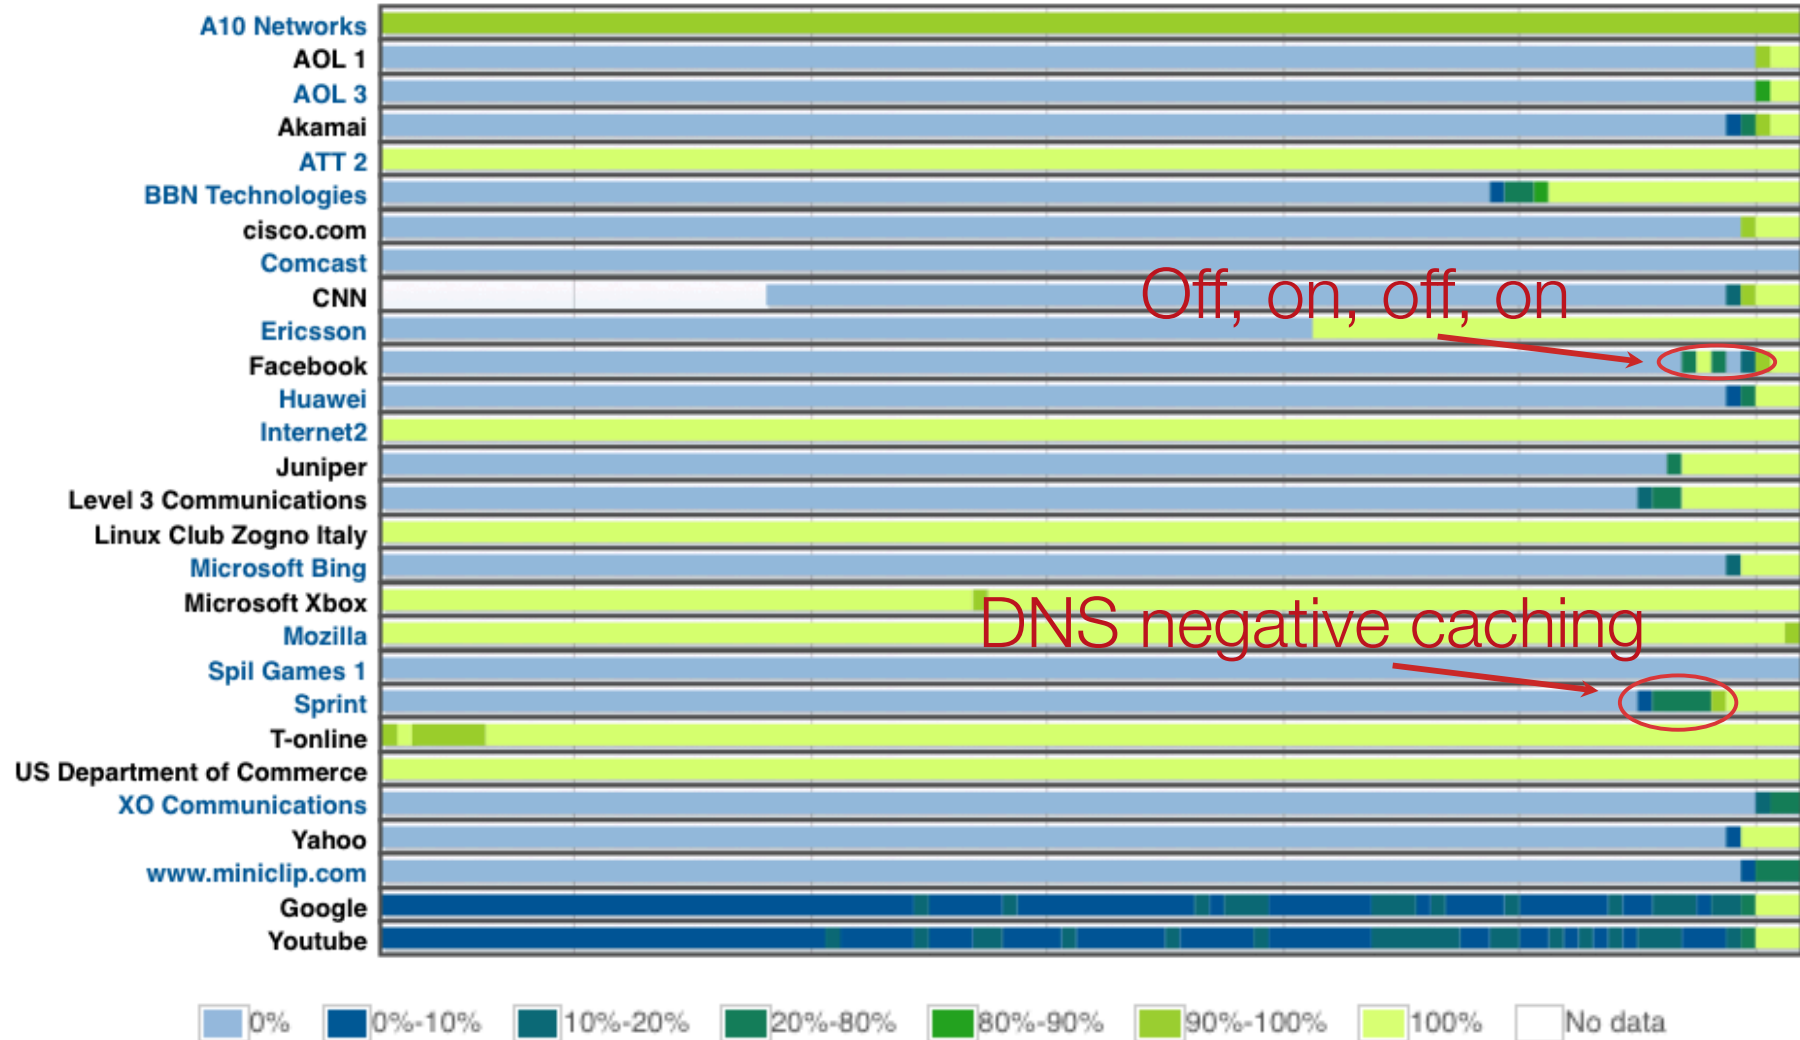 A10 Networks
AOL 1
AOL 3
Akamai
ATT 2
BBN Technologies
cisco.com
Comcast
CNN
Off, on, off, on
Ericsson
Facebook
Huawei
Internet2
Juniper
Level 3 Communications
Linux Club Zogno Italy
Microsoft Bing
Microsoft Xbox
DNS negative caching
Mozilla
Spil Games 1
Sprint
T-online
US Department of Commerce
XO Communications
Yahoo
www.miniclip.com
Google
Youtube
0% 0%-10% 10%-20% 20%-80% 80%-90% 90%-100% 100% No data